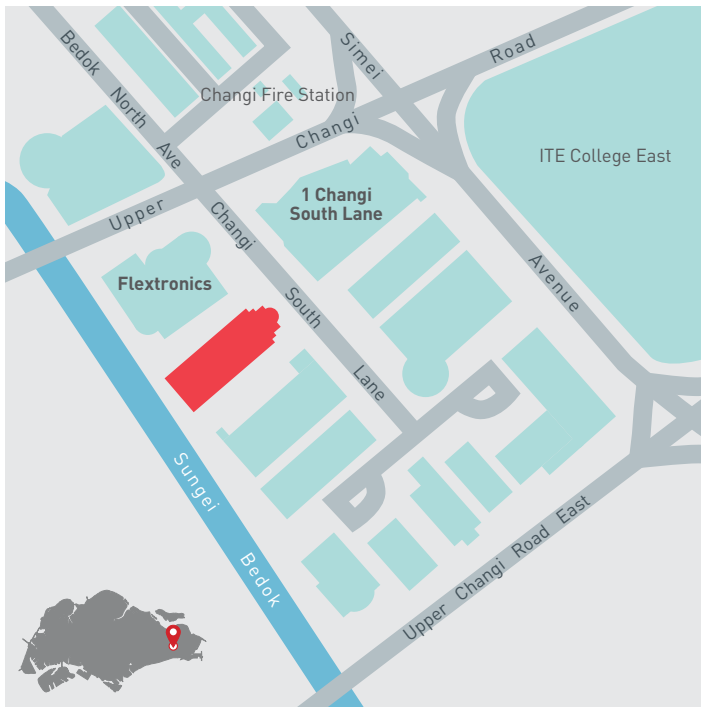 Bedok North Ave
Simei Avenue
Upper Changi Road
Changi Fire Station
ITE College East
1 Changi
South Lane
Changi South Lane
Flextronics
Sungei Bedok
Upper Changi Road East